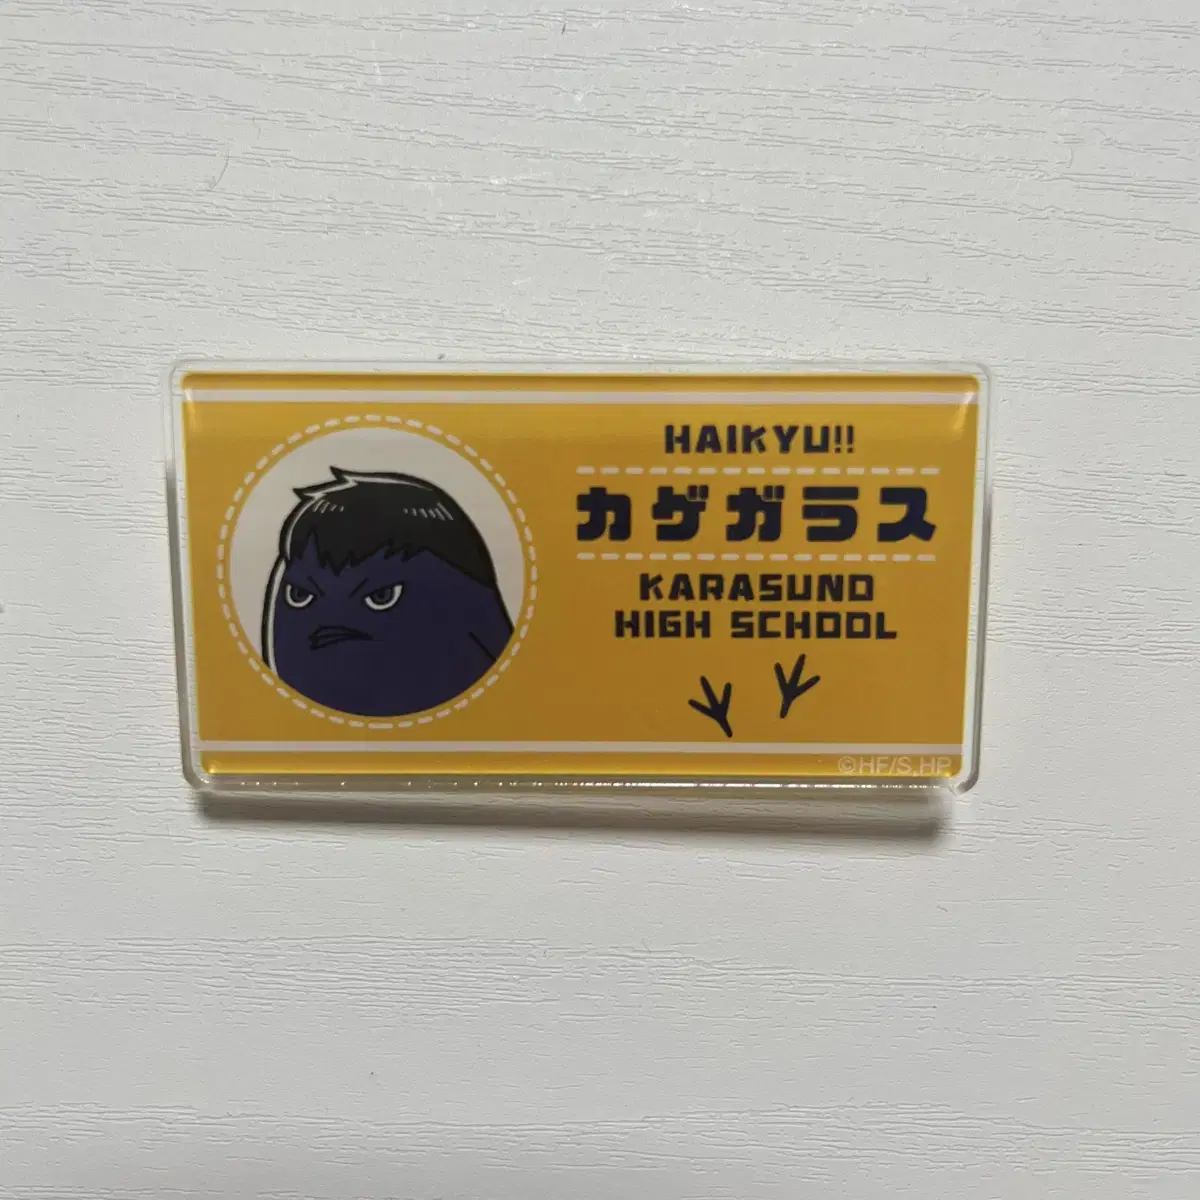 HAIKYU!!
カゲガラス
KARASUNO
HIGH SCHOOL
©HF/S,HP